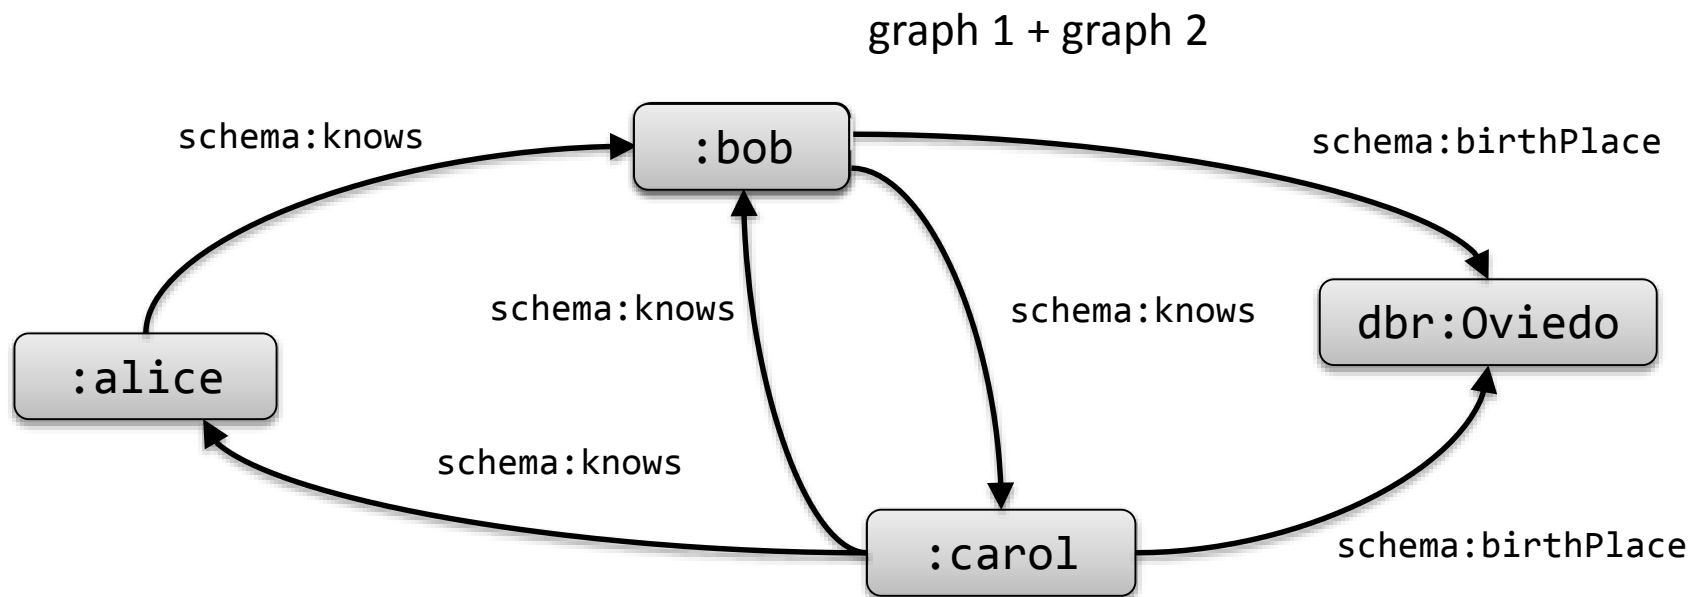 graph 1 + graph 2
schema:knows
:bob
schema:birthPlace
schema:knows
schema:knows
dbr:Oviedo
:alice
schema:knows
:carol
schema:birthPlace